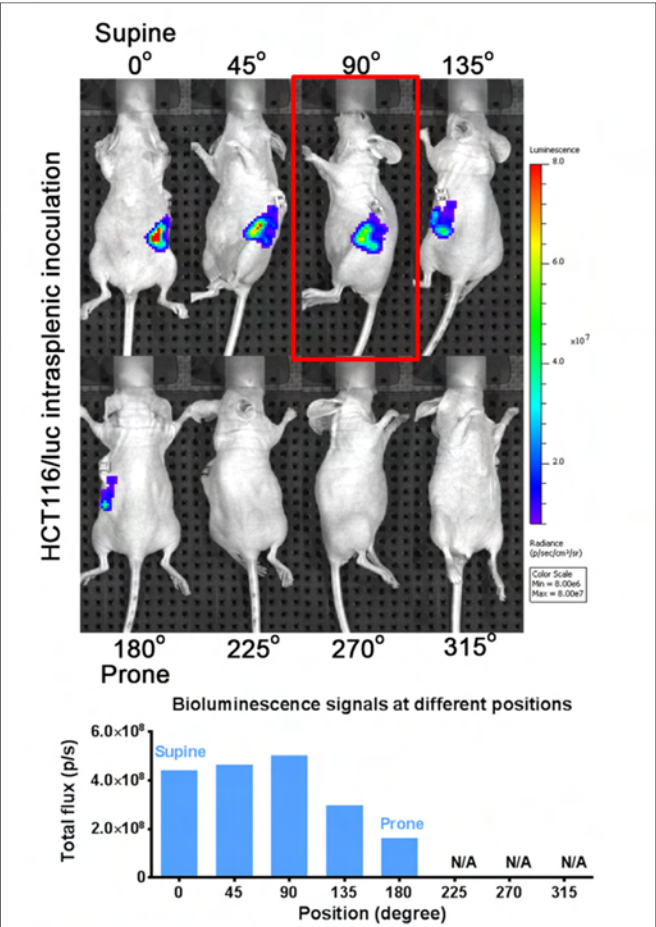 Supine
0° 45° 90° 135°
HCT116/luc intrasplenic inoculation
Luminescence
8.0
6.0
×10⁷
4.0
2.0
Radiance
(p/sec/cm²/sr)
Color Scale
Min = 8.00e6
Max = 8.00e7
180° 225° 270° 315°
Prone
Bioluminescence signals at different positions
Total flux (p/s)
6.0×10⁸
4.0×10⁸
2.0×10⁸
0
Supine
Prone
N/A N/A N/A
0 45 90 135 180 225 270 315
Position (degree)